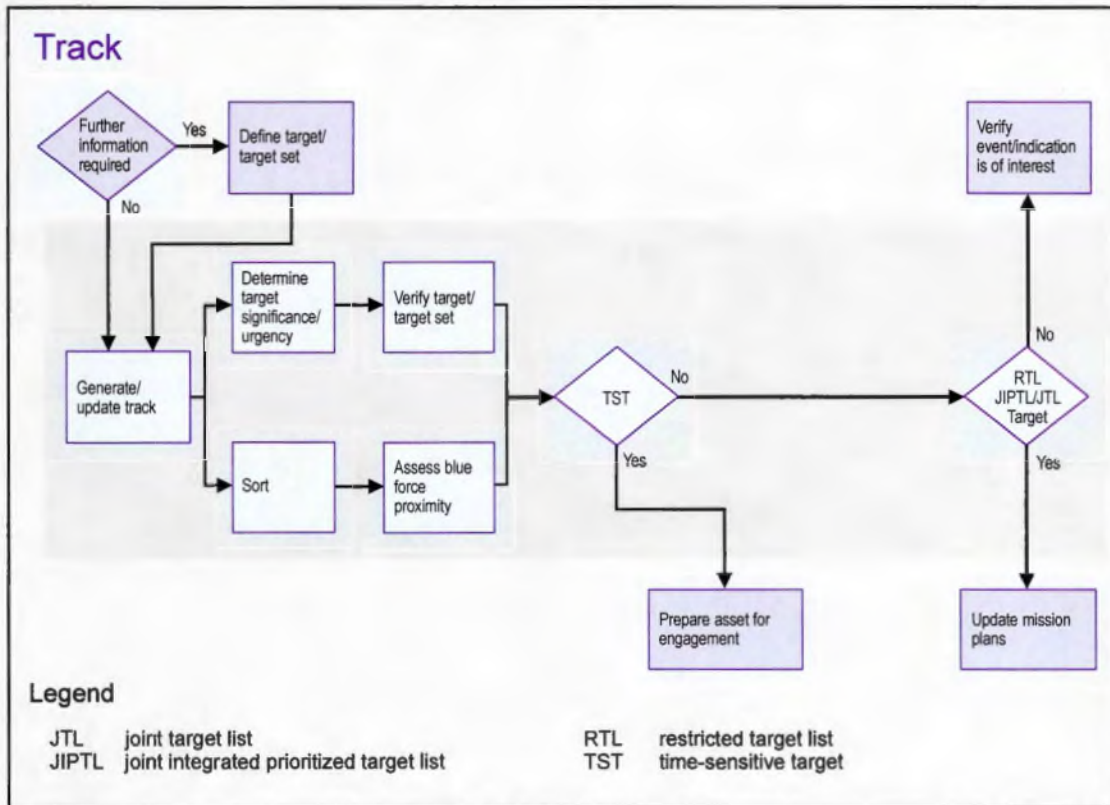 Track
Further
information
required
Yes
No
Define target/
target set
Verify
event/indication
is of interest
Determine
target
significance/
urgency
Verify target/
target set
Generate/
update track
Sort
Assess blue
force
proximity
TST
No
Yes
No
RTL
JIPTL/JTL
Target
Yes
Prepare asset for
engagement
Update mission
plans
Legend
JTL joint target list
JIPTL joint integrated prioritized target list
RTL restricted target list
TST time-sensitive target